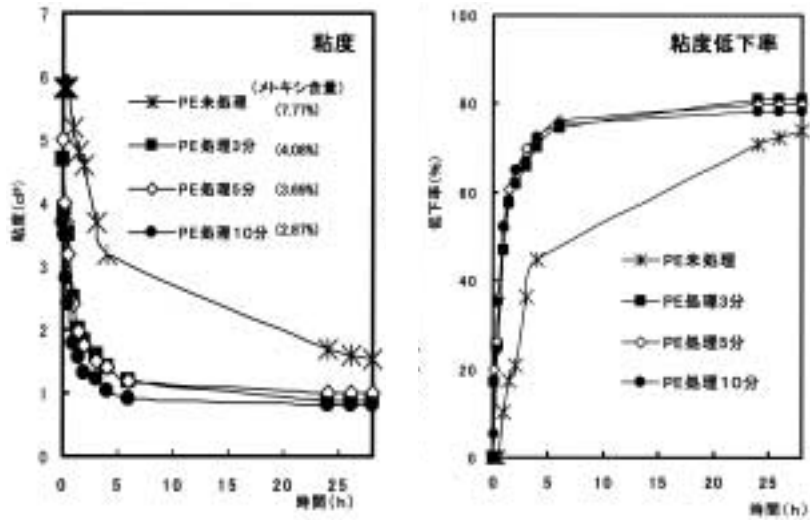 粘度
6
5
4
3
2
1
0
粘度(dP)
(メトキシ含量)
PE未処理 (7.77%)
PE処理3分 (4.08%)
PE処理5分 (3.69%)
PE処理10分 (2.87%)
0 5 10 15 20 25
時間(h)
粘度低下率
100
80
60
40
20
0
低下率(%)
PE未処理
PE処理3分
PE処理5分
PE処理10分
0 5 10 15 20 25
時間(h)